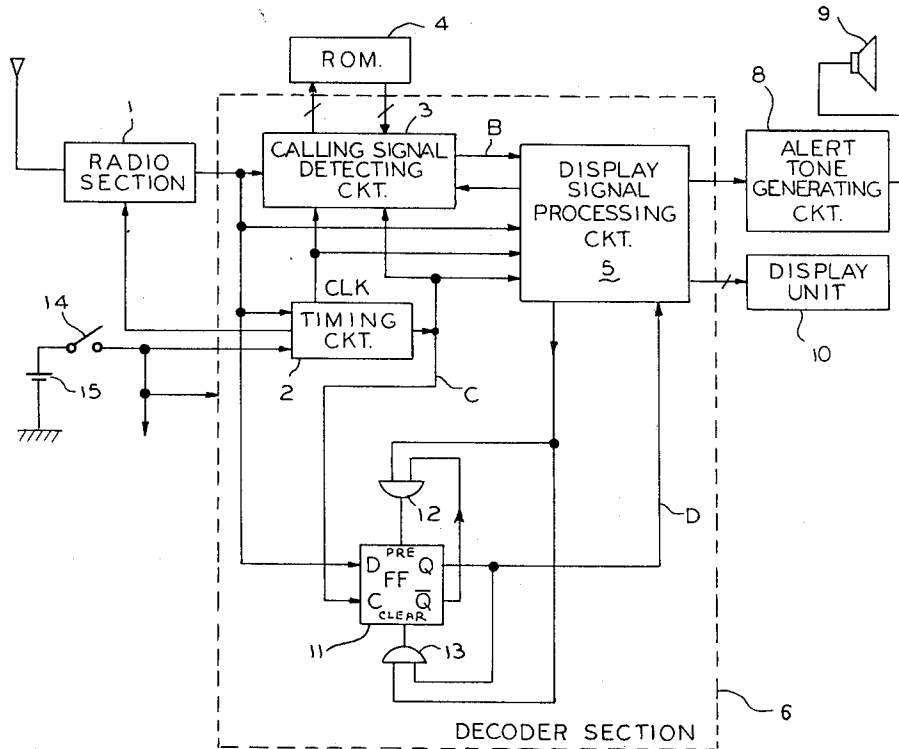 4
ROM.
9
8
1
3
B
RADIO
SECTION
CALLING SIGNAL
DETECTING
CKT.
DISPLAY
SIGNAL
PROCESSING
CKT.
5
ALERT
TONE
GENERATING
CKT.
CLK
TIMING
CKT.
DISPLAY
UNIT
14
15
2
C
10
12
D
PRE
D Q
FF
C Q̅
CLEAR
11
13
6
DECODER SECTION